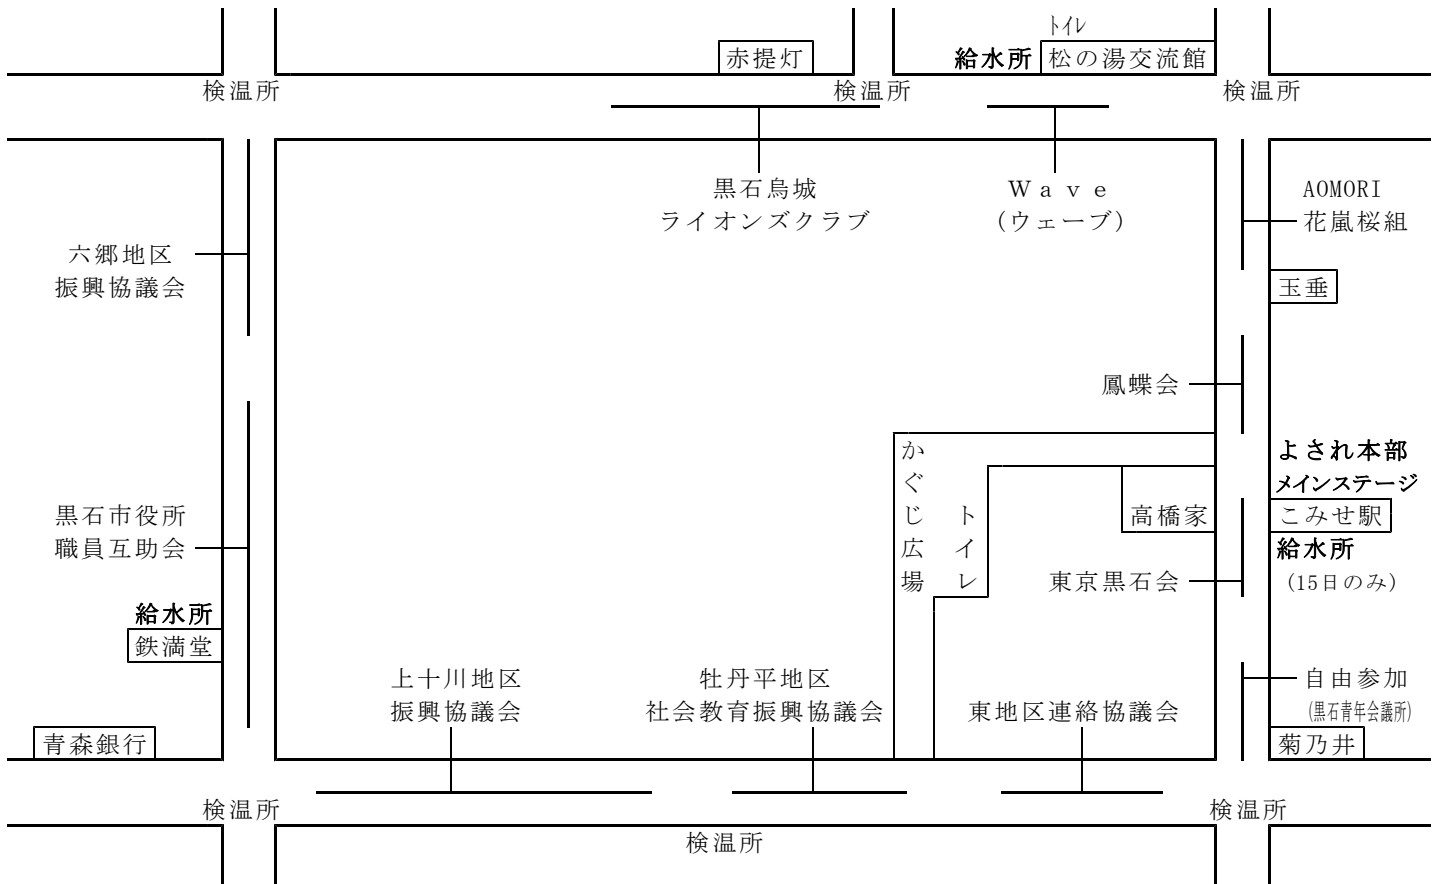 トイレ
赤提灯
給水所
松の湯交流館
検温所
検温所
検温所
黒石烏城
ライオンズクラブ
Ｗａｖｅ
（ウェーブ）
AOMORI
花嵐桜組
六郷地区
振興協議会
玉垂
鳳蝶会
かぐじ広場
トイレ
高橋家
よされ本部
メインステージ
こみせ駅
給水所
（15日のみ）
黒石市役所
職員互助会
東京黒石会
給水所
鉄満堂
上十川地区
振興協議会
牡丹平地区
社会教育振興協議会
東地区連絡協議会
自由参加
(黒石青年会議所)
青森銀行
菊乃井
検温所
検温所
検温所